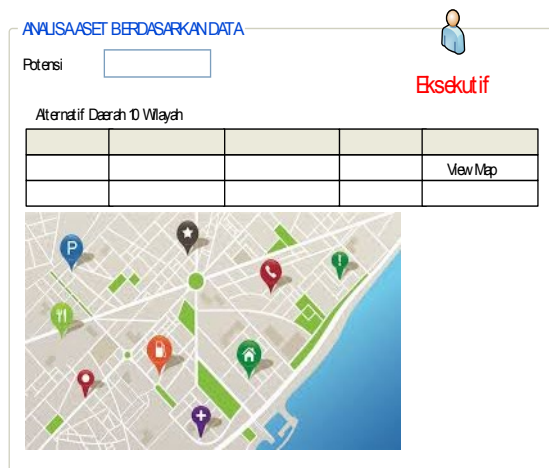 ANALISA ASET BERDASARKAN DATA
Potensi
Eksekutif
Alternatif Daerah 10 Wilayah
View Map
P